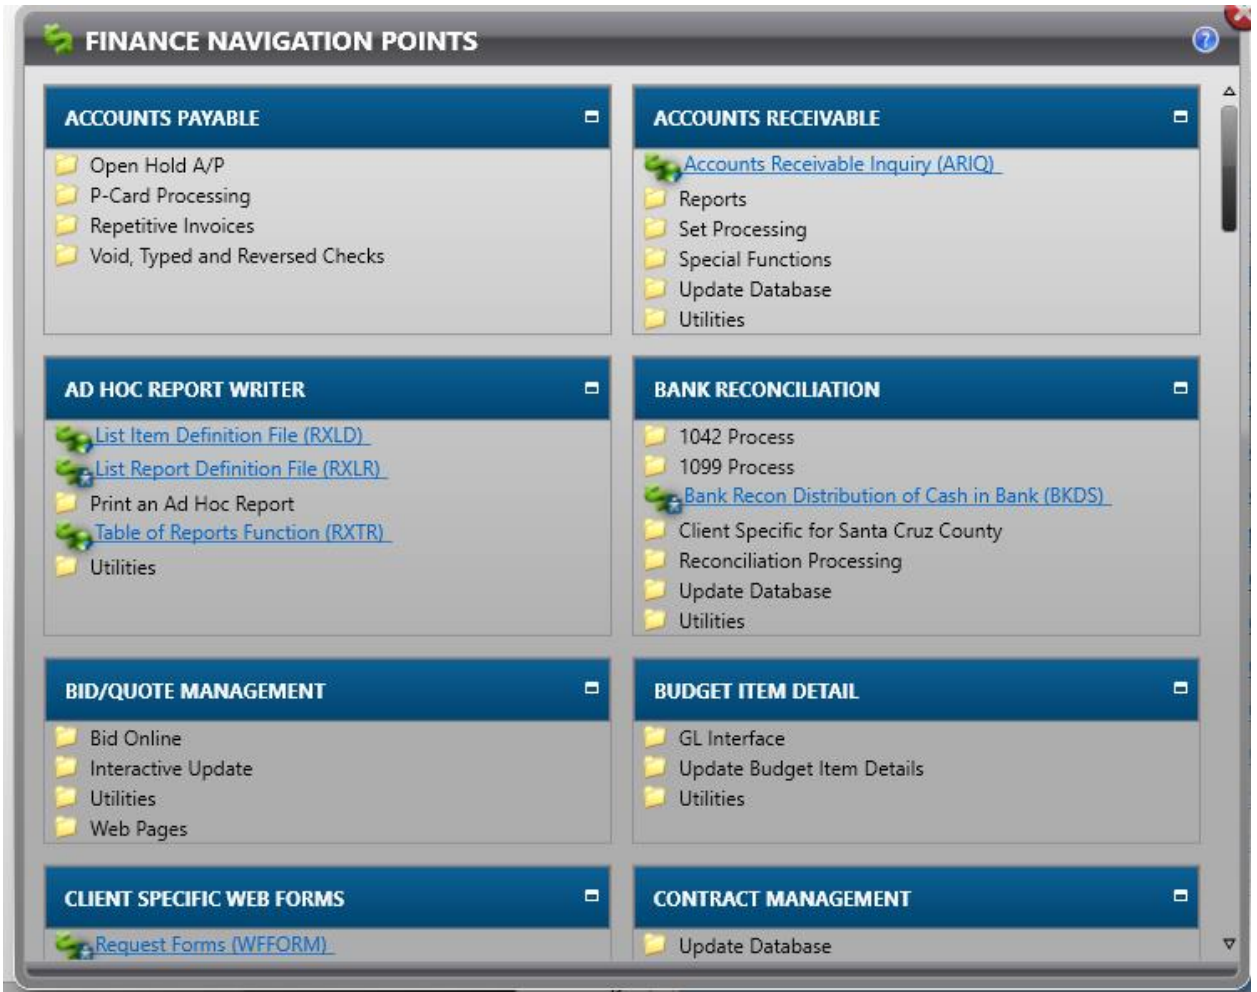 FINANCE NAVIGATION POINTS
?
ACCOUNTS PAYABLE
Open Hold A/P
P-Card Processing
Repetitive Invoices
Void, Typed and Reversed Checks
ACCOUNTS RECEIVABLE
Accounts Receivable Inquiry (ARIQ)
Reports
Set Processing
Special Functions
Update Database
Utilities
AD HOC REPORT WRITER
List Item Definition File (RXLD)
List Report Definition File (RXLR)
Print an Ad Hoc Report
Table of Reports Function (RXTR)
Utilities
BANK RECONCILIATION
1042 Process
1099 Process
Bank Recon Distribution of Cash in Bank (BKDS)
Client Specific for Santa Cruz County
Reconciliation Processing
Update Database
Utilities
BID/QUOTE MANAGEMENT
Bid Online
Interactive Update
Utilities
Web Pages
BUDGET ITEM DETAIL
GL Interface
Update Budget Item Details
Utilities
CLIENT SPECIFIC WEB FORMS
Request Forms (WFFORM)
CONTRACT MANAGEMENT
Update Database